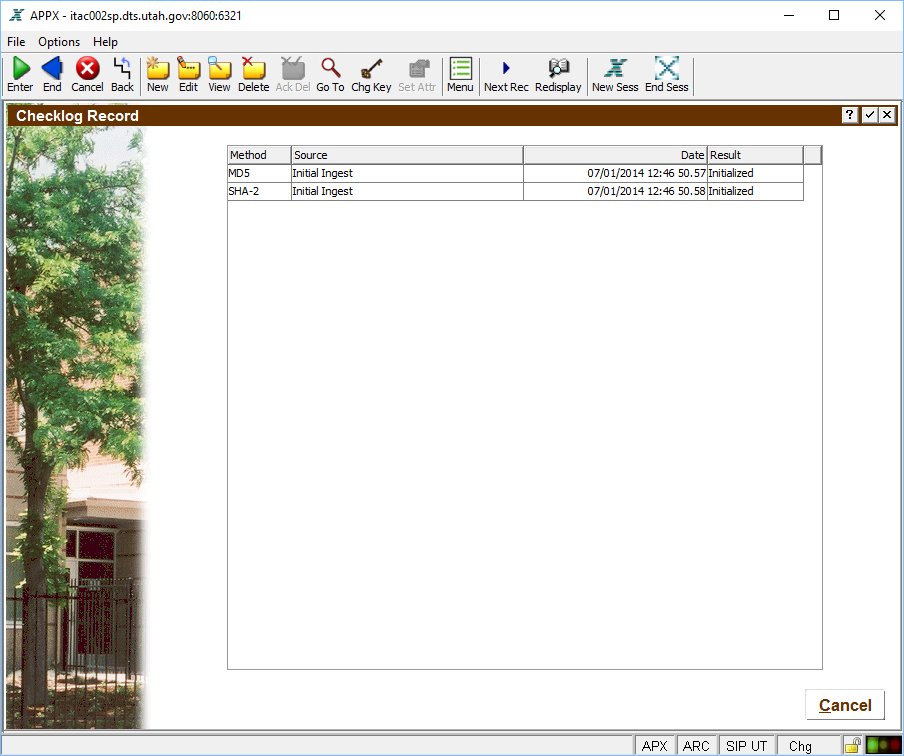 APPX - itac002sp.dts.utah.gov:8060:6321
File Options Help
Enter End Cancel Back New Edit View Delete Ack Del Go To Chg Key Set Attr Menu Next Rec Redisplay New Sess End Sess
Checklog Record ?
Method Source Date Result
MD5 Initial Ingest 07/01/2014 12:46 50.57 Initialized
SHA-2 Initial Ingest 07/01/2014 12:46 50.58 Initialized
Cancel
APX ARC SIP UT Chg